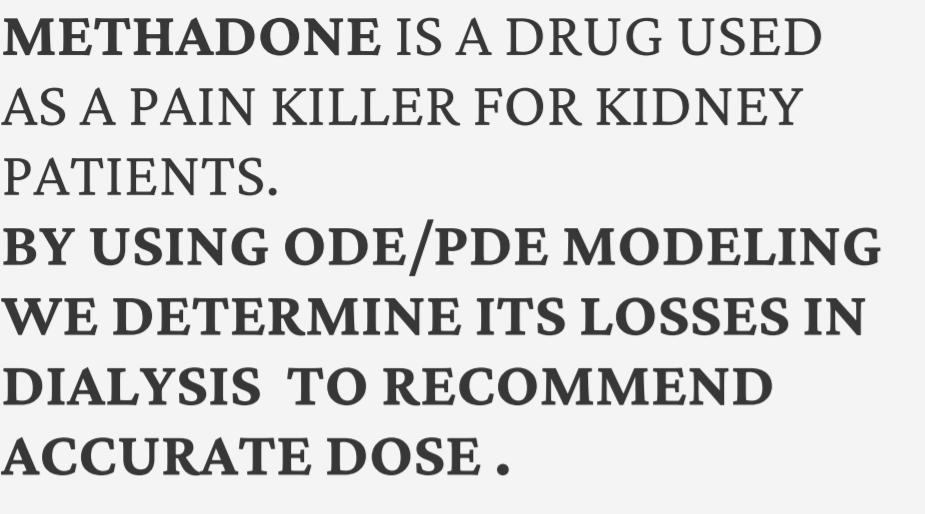 METHADONE IS A DRUG USED
AS A PAIN KILLER FOR KIDNEY
PATIENTS.
BY USING ODE/PDE MODELING
WE DETERMINE ITS LOSSES IN
DIALYSIS  TO RECOMMEND
ACCURATE DOSE .